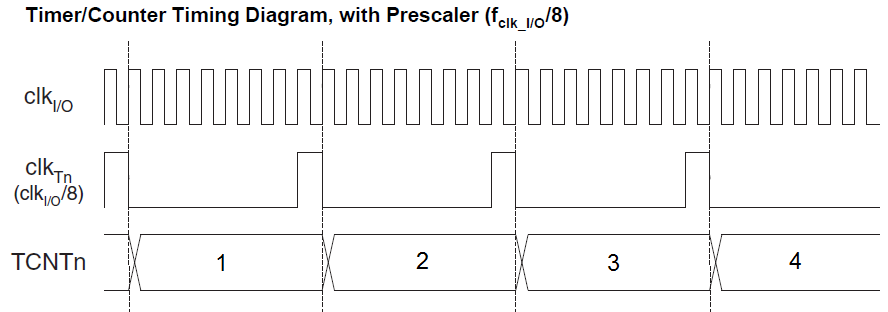 Timer/Counter Timing Diagram, with Prescaler (fclk_I/O/8)
clkI/O
clkTn
(clkI/O/8)
TCNTn 1 2 3 4